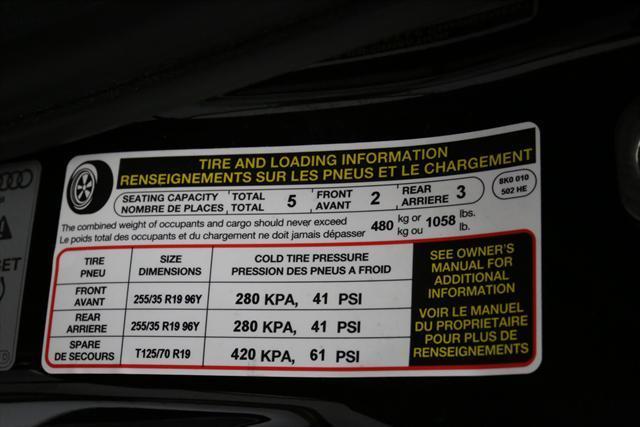 TIRE AND LOADING INFORMATION
RENSEIGNEMENTS SUR LES PNEUS ET LE CHARGEMENT
SEATING CAPACITY TOTAL 5 FRONT 2 REAR 3
NOMBRE DE PLACES TOTAL AVANT ARRIERE
8K0 010
502 HE
The combined weight of occupants and cargo should never exceed 480 kg or 1058 lbs.
Le poids total des occupants et du chargement ne doit jamais dépasser kg ou lb.
TIRE SIZE COLD TIRE PRESSURE
PNEU DIMENSIONS PRESSION DES PNEUS A FROID
FRONT
AVANT 255/35 R19 96Y 280 KPA, 41 PSI
REAR
ARRIERE 255/35 R19 96Y 280 KPA, 41 PSI
SPARE
DE SECOURS T125/70 R19 420 KPA, 61 PSI
SEE OWNER'S
MANUAL FOR
ADDITIONAL
INFORMATION
VOIR LE MANUEL
DU PROPRIETAIRE
POUR PLUS DE
RENSEIGNEMENTS